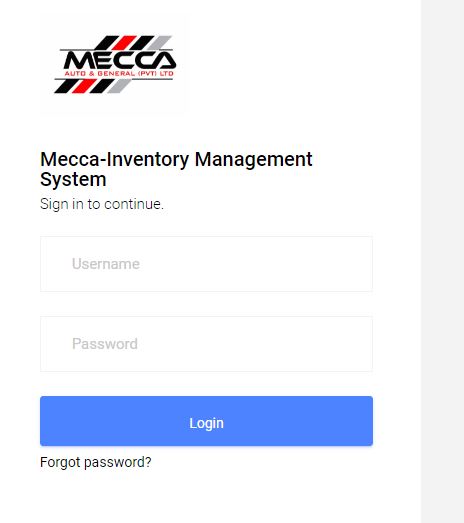 MECCA
AUTO & GENERAL (PVT) LTD
Mecca-Inventory Management
System
Sign in to continue.
Username
Password
Login
Forgot password?